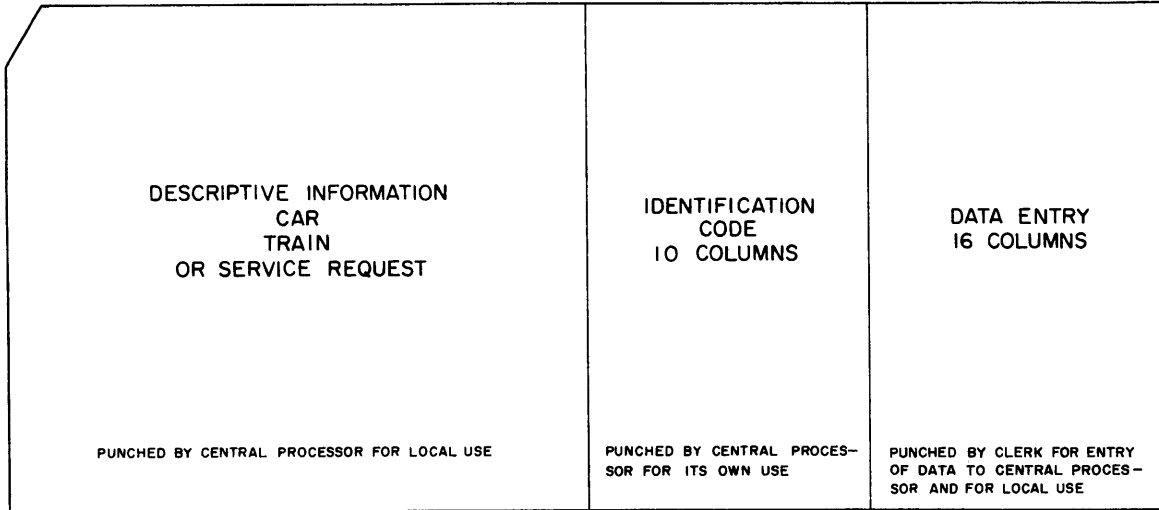 DESCRIPTIVE INFORMATION
CAR
TRAIN
OR SERVICE REQUEST
PUNCHED BY CENTRAL PROCESSOR FOR LOCAL USE
IDENTIFICATION
CODE
10 COLUMNS
PUNCHED BY CENTRAL PROCES-
SOR FOR ITS OWN USE
DATA ENTRY
16 COLUMNS
PUNCHED BY CLERK FOR ENTRY
OF DATA TO CENTRAL PROCES-
SOR AND FOR LOCAL USE